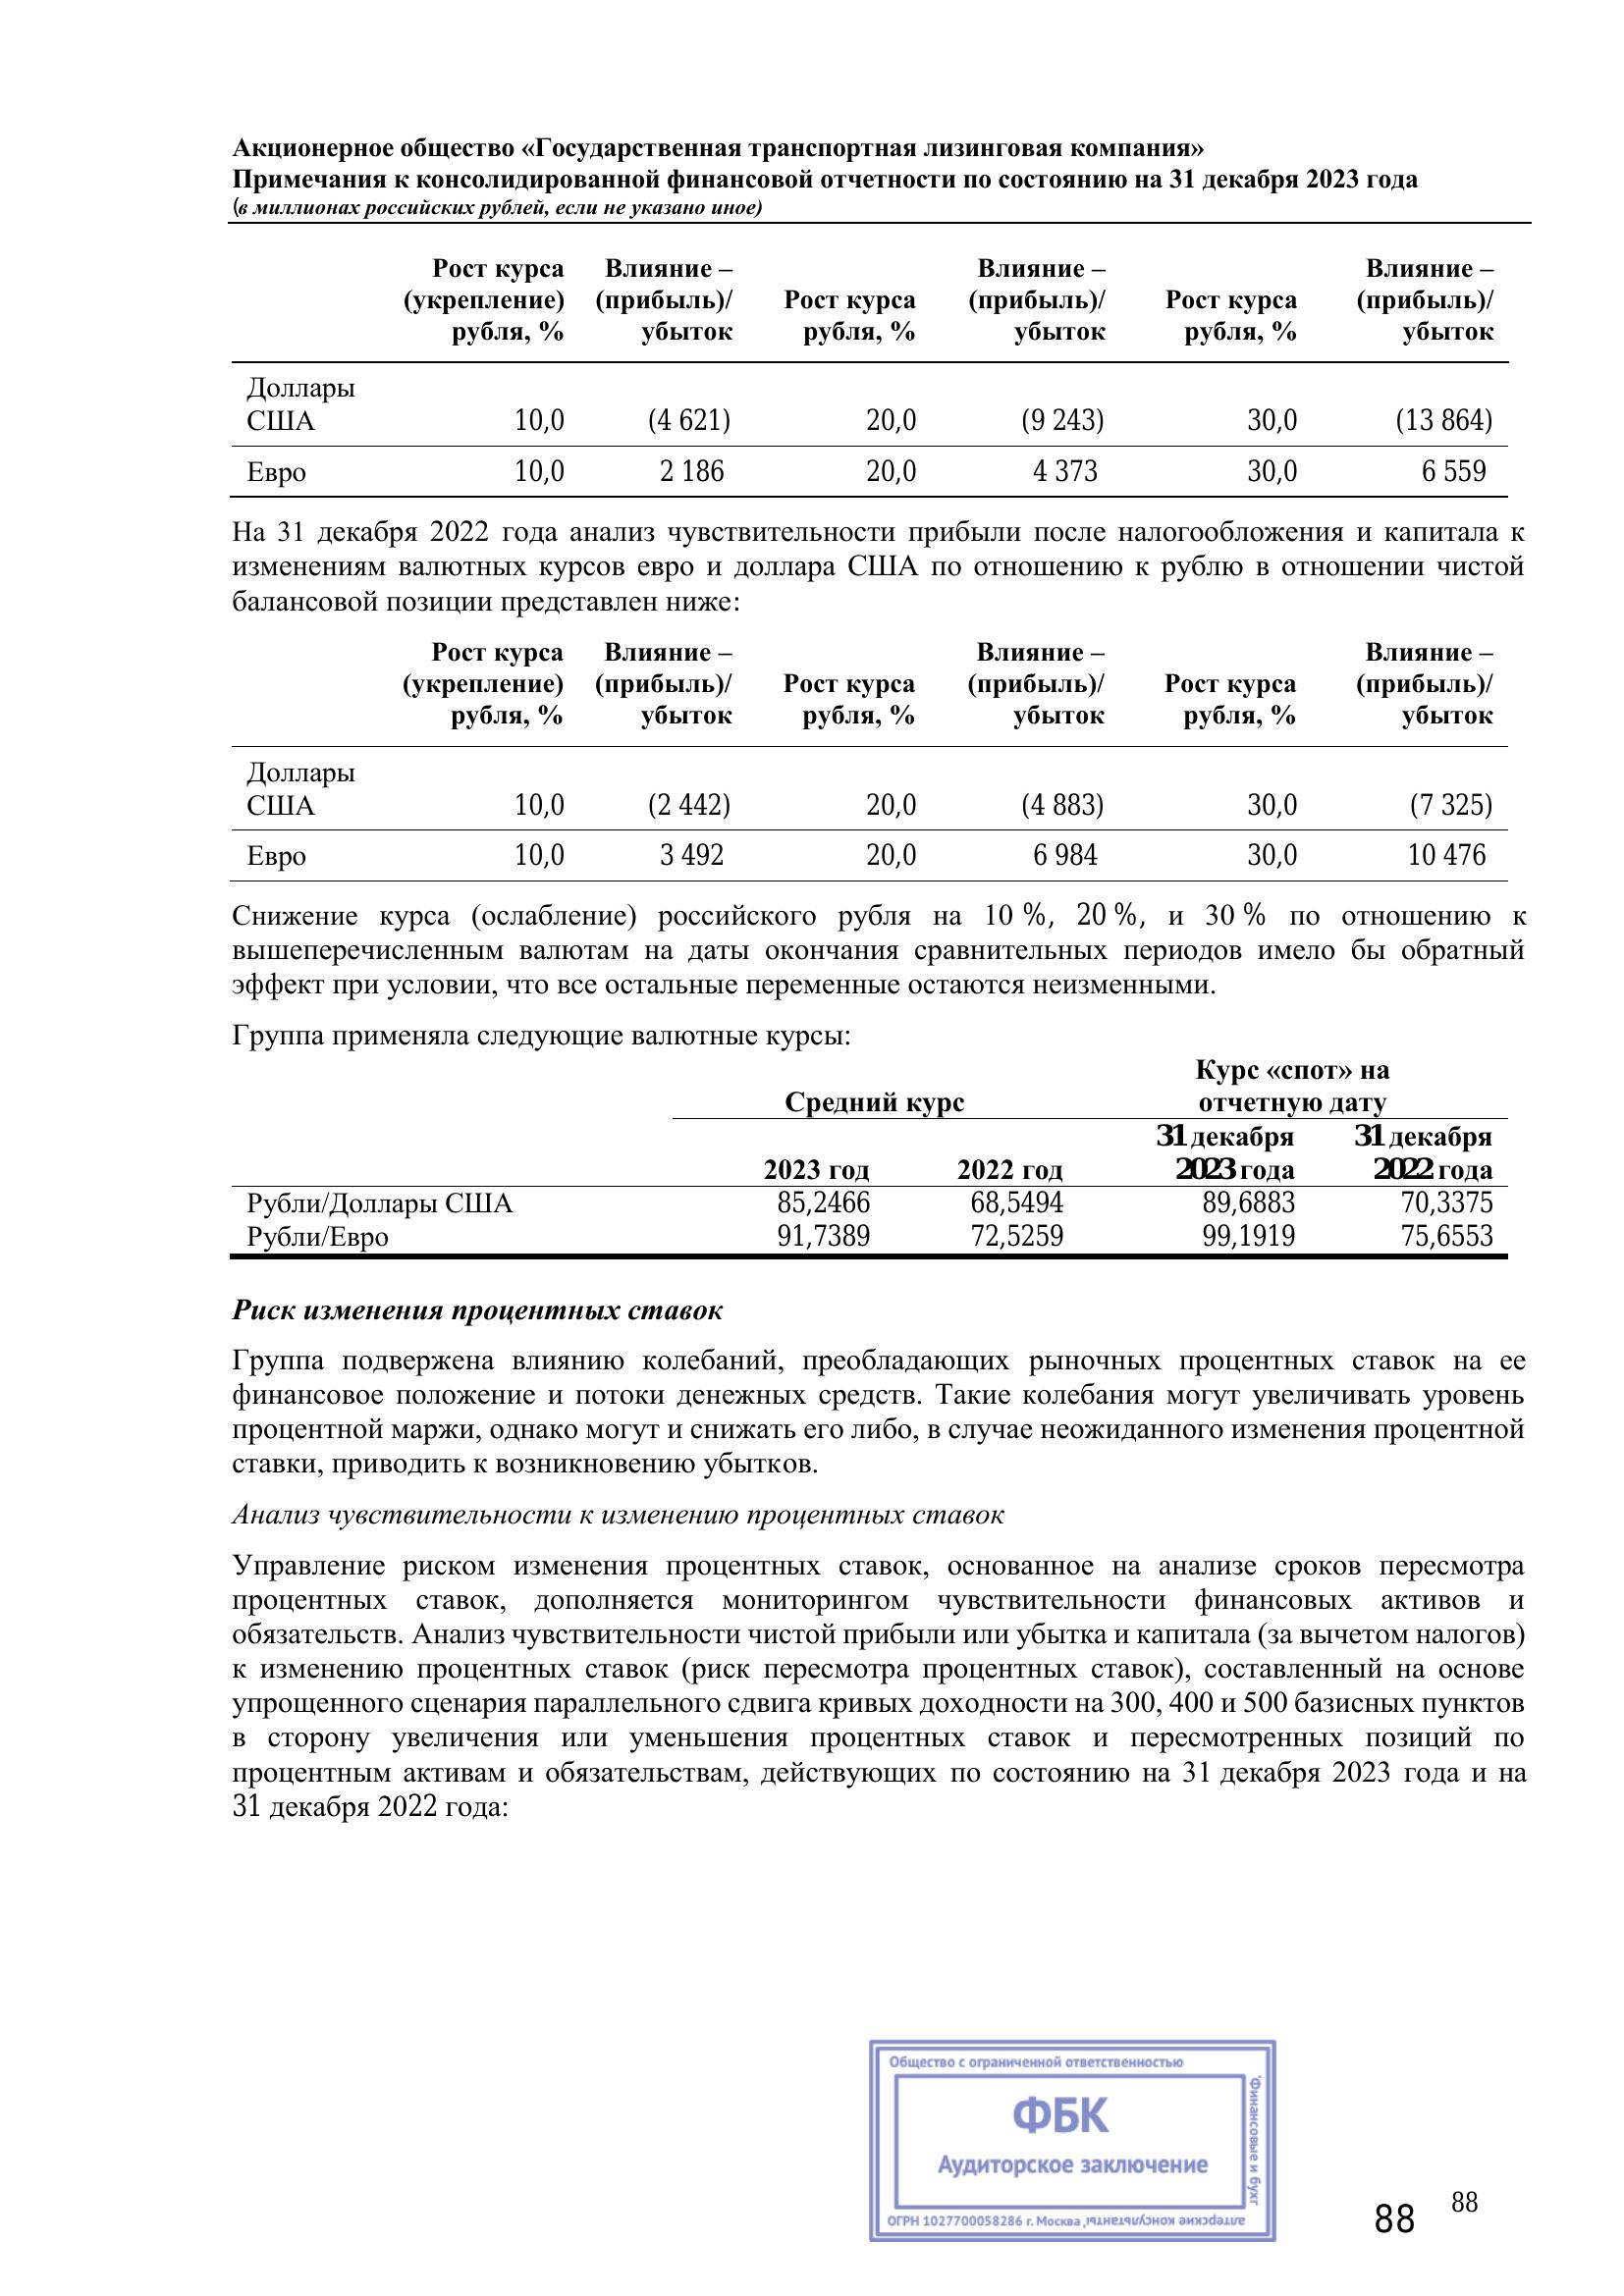 Акционерное общество «Государственная транспортная лизинговая компания»
Примечания к консолидированной финансовой отчетности по состоянию на 31 декабря 2023 года
(в миллионах российских рублей, если не указано иное)
Рост курса Влияние – Влияние – Влияние –
(укрепление) (прибыль)/ Рост курса (прибыль)/ Рост курса (прибыль)/
рубля, % убыток рубля, % убыток рубля, % убыток
Доллары
США 10,0 (4 621) 20,0 (9 243) 30,0 (13 864)
Евро 10,0 2 186 20,0 4 373 30,0 6 559
На 31 декабря 2022 года анализ чувствительности прибыли после налогообложения и капитала к
изменениям валютных курсов евро и доллара США по отношению к рублю в отношении чистой
балансовой позиции представлен ниже:
Рост курса Влияние – Влияние – Влияние –
(укрепление) (прибыль)/ Рост курса (прибыль)/ Рост курса (прибыль)/
рубля, % убыток рубля, % убыток рубля, % убыток
Доллары
США 10,0 (2 442) 20,0 (4 883) 30,0 (7 325)
Евро 10,0 3 492 20,0 6 984 30,0 10 476
Снижение курса (ослабление) российского рубля на 10 %, 20 %, и 30 % по отношению к
вышеперечисленным валютам на даты окончания сравнительных периодов имело бы обратный
эффект при условии, что все остальные переменные остаются неизменными.
Группа применяла следующие валютные курсы:
Курс «спот» на
Средний курс отчетную дату
31 декабря 31 декабря
2023 год 2022 год 2023 года 2022 года
Рубли/Доллары США 85,2466 68,5494 89,6883 70,3375
Рубли/Евро 91,7389 72,5259 99,1919 75,6553
Риск изменения процентных ставок
Группа подвержена влиянию колебаний, преобладающих рыночных процентных ставок на ее
финансовое положение и потоки денежных средств. Такие колебания могут увеличивать уровень
процентной маржи, однако могут и снижать его либо, в случае неожиданного изменения процентной
ставки, приводить к возникновению убытков.
Анализ чувствительности к изменению процентных ставок
Управление риском изменения процентных ставок, основанное на анализе сроков пересмотра
процентных ставок, дополняется мониторингом чувствительности финансовых активов и
обязательств. Анализ чувствительности чистой прибыли или убытка и капитала (за вычетом налогов)
к изменению процентных ставок (риск пересмотра процентных ставок), составленный на основе
упрощенного сценария параллельного сдвига кривых доходности на 300, 400 и 500 базисных пунктов
в сторону увеличения или уменьшения процентных ставок и пересмотренных позиций по
процентным активам и обязательствам, действующих по состоянию на 31 декабря 2023 года и на
31 декабря 2022 года:
Общество с ограниченной ответственностью
"Финансовые и бухг
алтерские консультанты"
ФБК
Аудиторское заключение
ОГРН 1027700058286 г. Москва
88
88